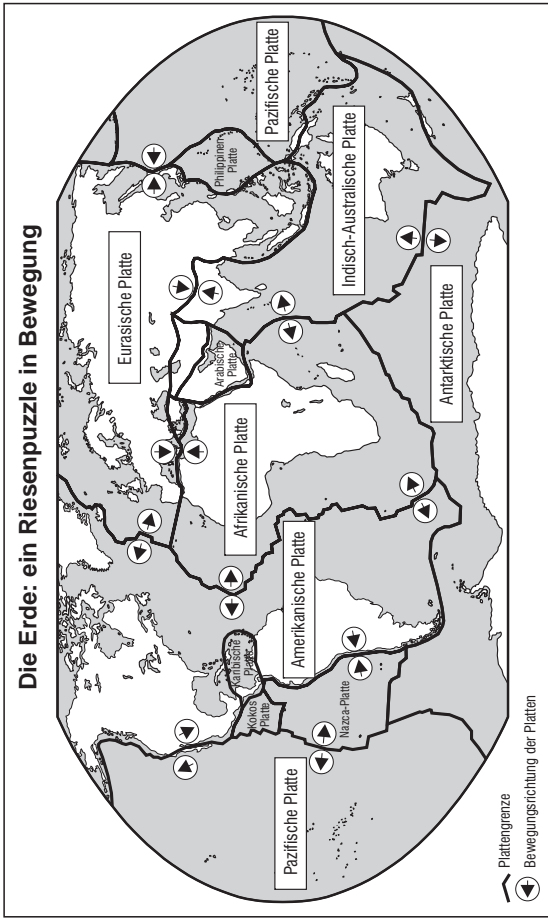 Die Erde: ein Riesenpuzzle in Bewegung
Eurasische Platte
Pazifische Platte
Philippinen
Platte
Arabische
Platte
Afrikanische Platte
Indisch-Australische Platte
Karibische
Platte
Kokos
Platte
Amerikanische Platte
Nazca-Platte
Pazifische Platte
Antarktische Platte
Plattengrenze
Bewegungsrichtung der Platten